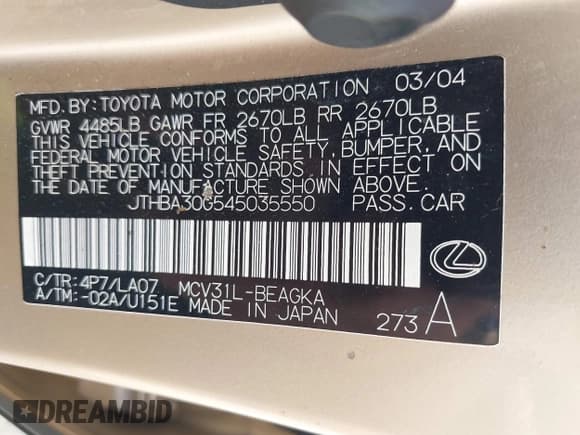 03/04
MFD. BY: TOYOTA MOTOR CORPORATION
GVWR 4485LB GAWR FR 2670LB RR 2670LB
THIS VEHICLE CONFORMS TO ALL APPLICABLE
FEDERAL MOTOR VEHICLE SAFETY, BUMPER, AND
THEFT PREVENTION STANDARDS IN EFFECT ON
THE DATE OF MANUFACTURE SHOWN ABOVE.
JTHBA30G545035550 PASS. CAR
C/TR: 4P7/LA07 MCV31L-BEAGKA
A/TM: -02A/U151E MADE IN JAPAN
273 A
DREAMBID